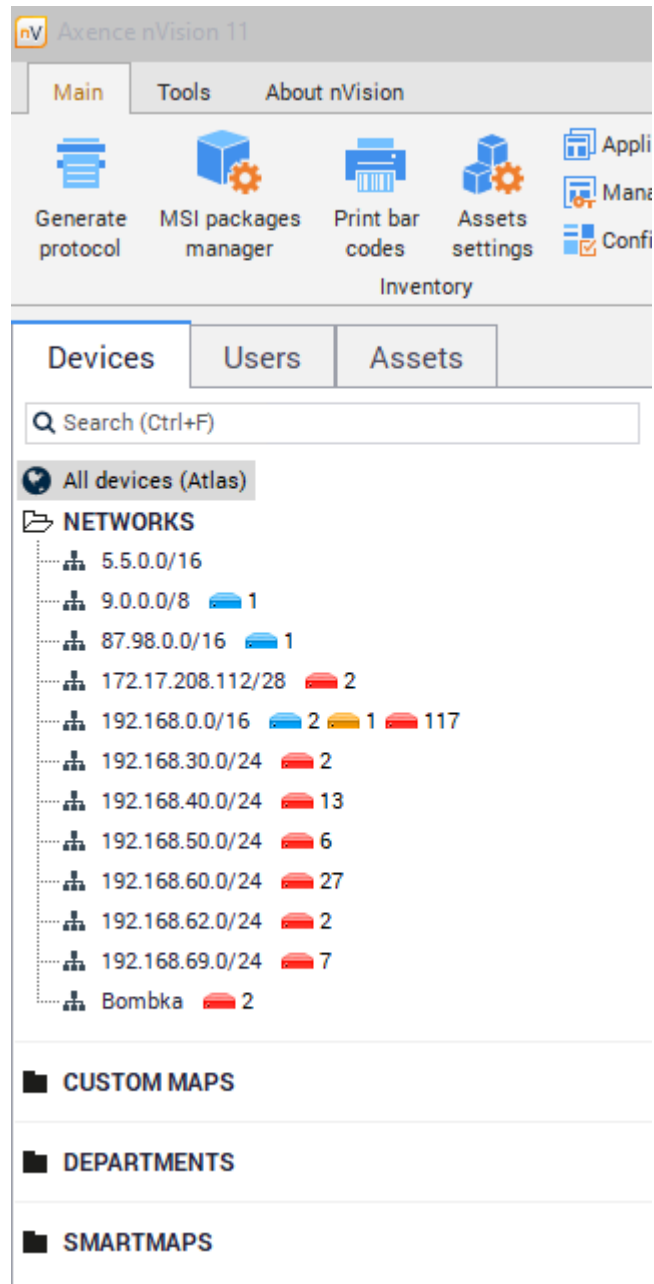 nV Axence nVision 11
Main Tools About nVision
Generate protocol
MSI packages manager
Print bar codes
Assets settings
Appli
Mana
Confi
Inventory
Devices Users Assets
Search (Ctrl+F)
All devices (Atlas)
NETWORKS
5.5.0.0/16
9.0.0.0/8 1
87.98.0.0/16 1
172.17.208.112/28 2
192.168.0.0/16 2 1 117
192.168.30.0/24 2
192.168.40.0/24 13
192.168.50.0/24 6
192.168.60.0/24 27
192.168.62.0/24 2
192.168.69.0/24 7
Bombka 2
CUSTOM MAPS
DEPARTMENTS
SMARTMAPS